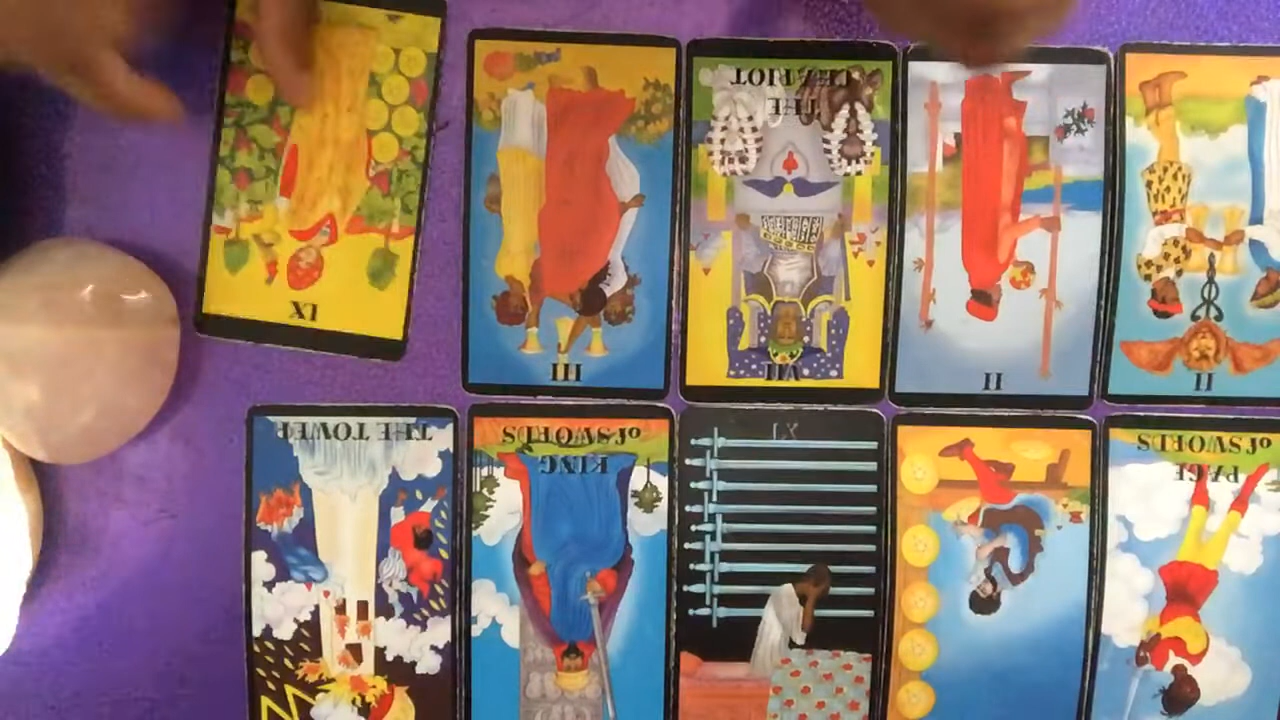 IX
III
THE
CHARIOT
VII
II
II
THE TOWER
KING
of SWORDS
IX
PAGE
of SWORDS